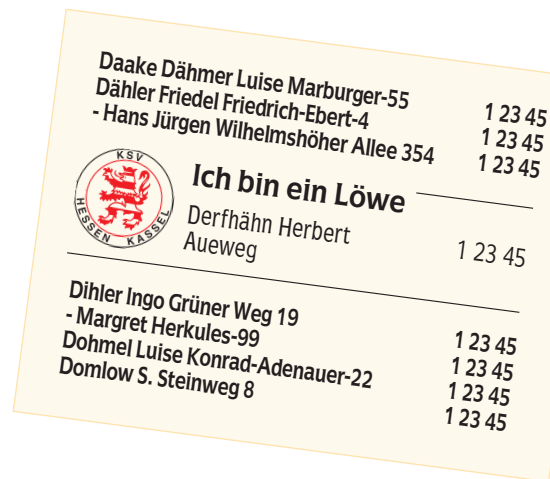 Daake Dähmer Luise Marburger-55 1 23 45
Dähler Friedel Friedrich-Ebert-4 1 23 45
- Hans Jürgen Wilhelmshöher Allee 354 1 23 45
KSV
HESSEN KASSEL
Ich bin ein Löwe
Derfhähn Herbert
Aueweg 1 23 45
Dihler Ingo Grüner Weg 19 1 23 45
- Margret Herkules-99 1 23 45
Dohmel Luise Konrad-Adenauer-22 1 23 45
Domlow S. Steinweg 8 1 23 45